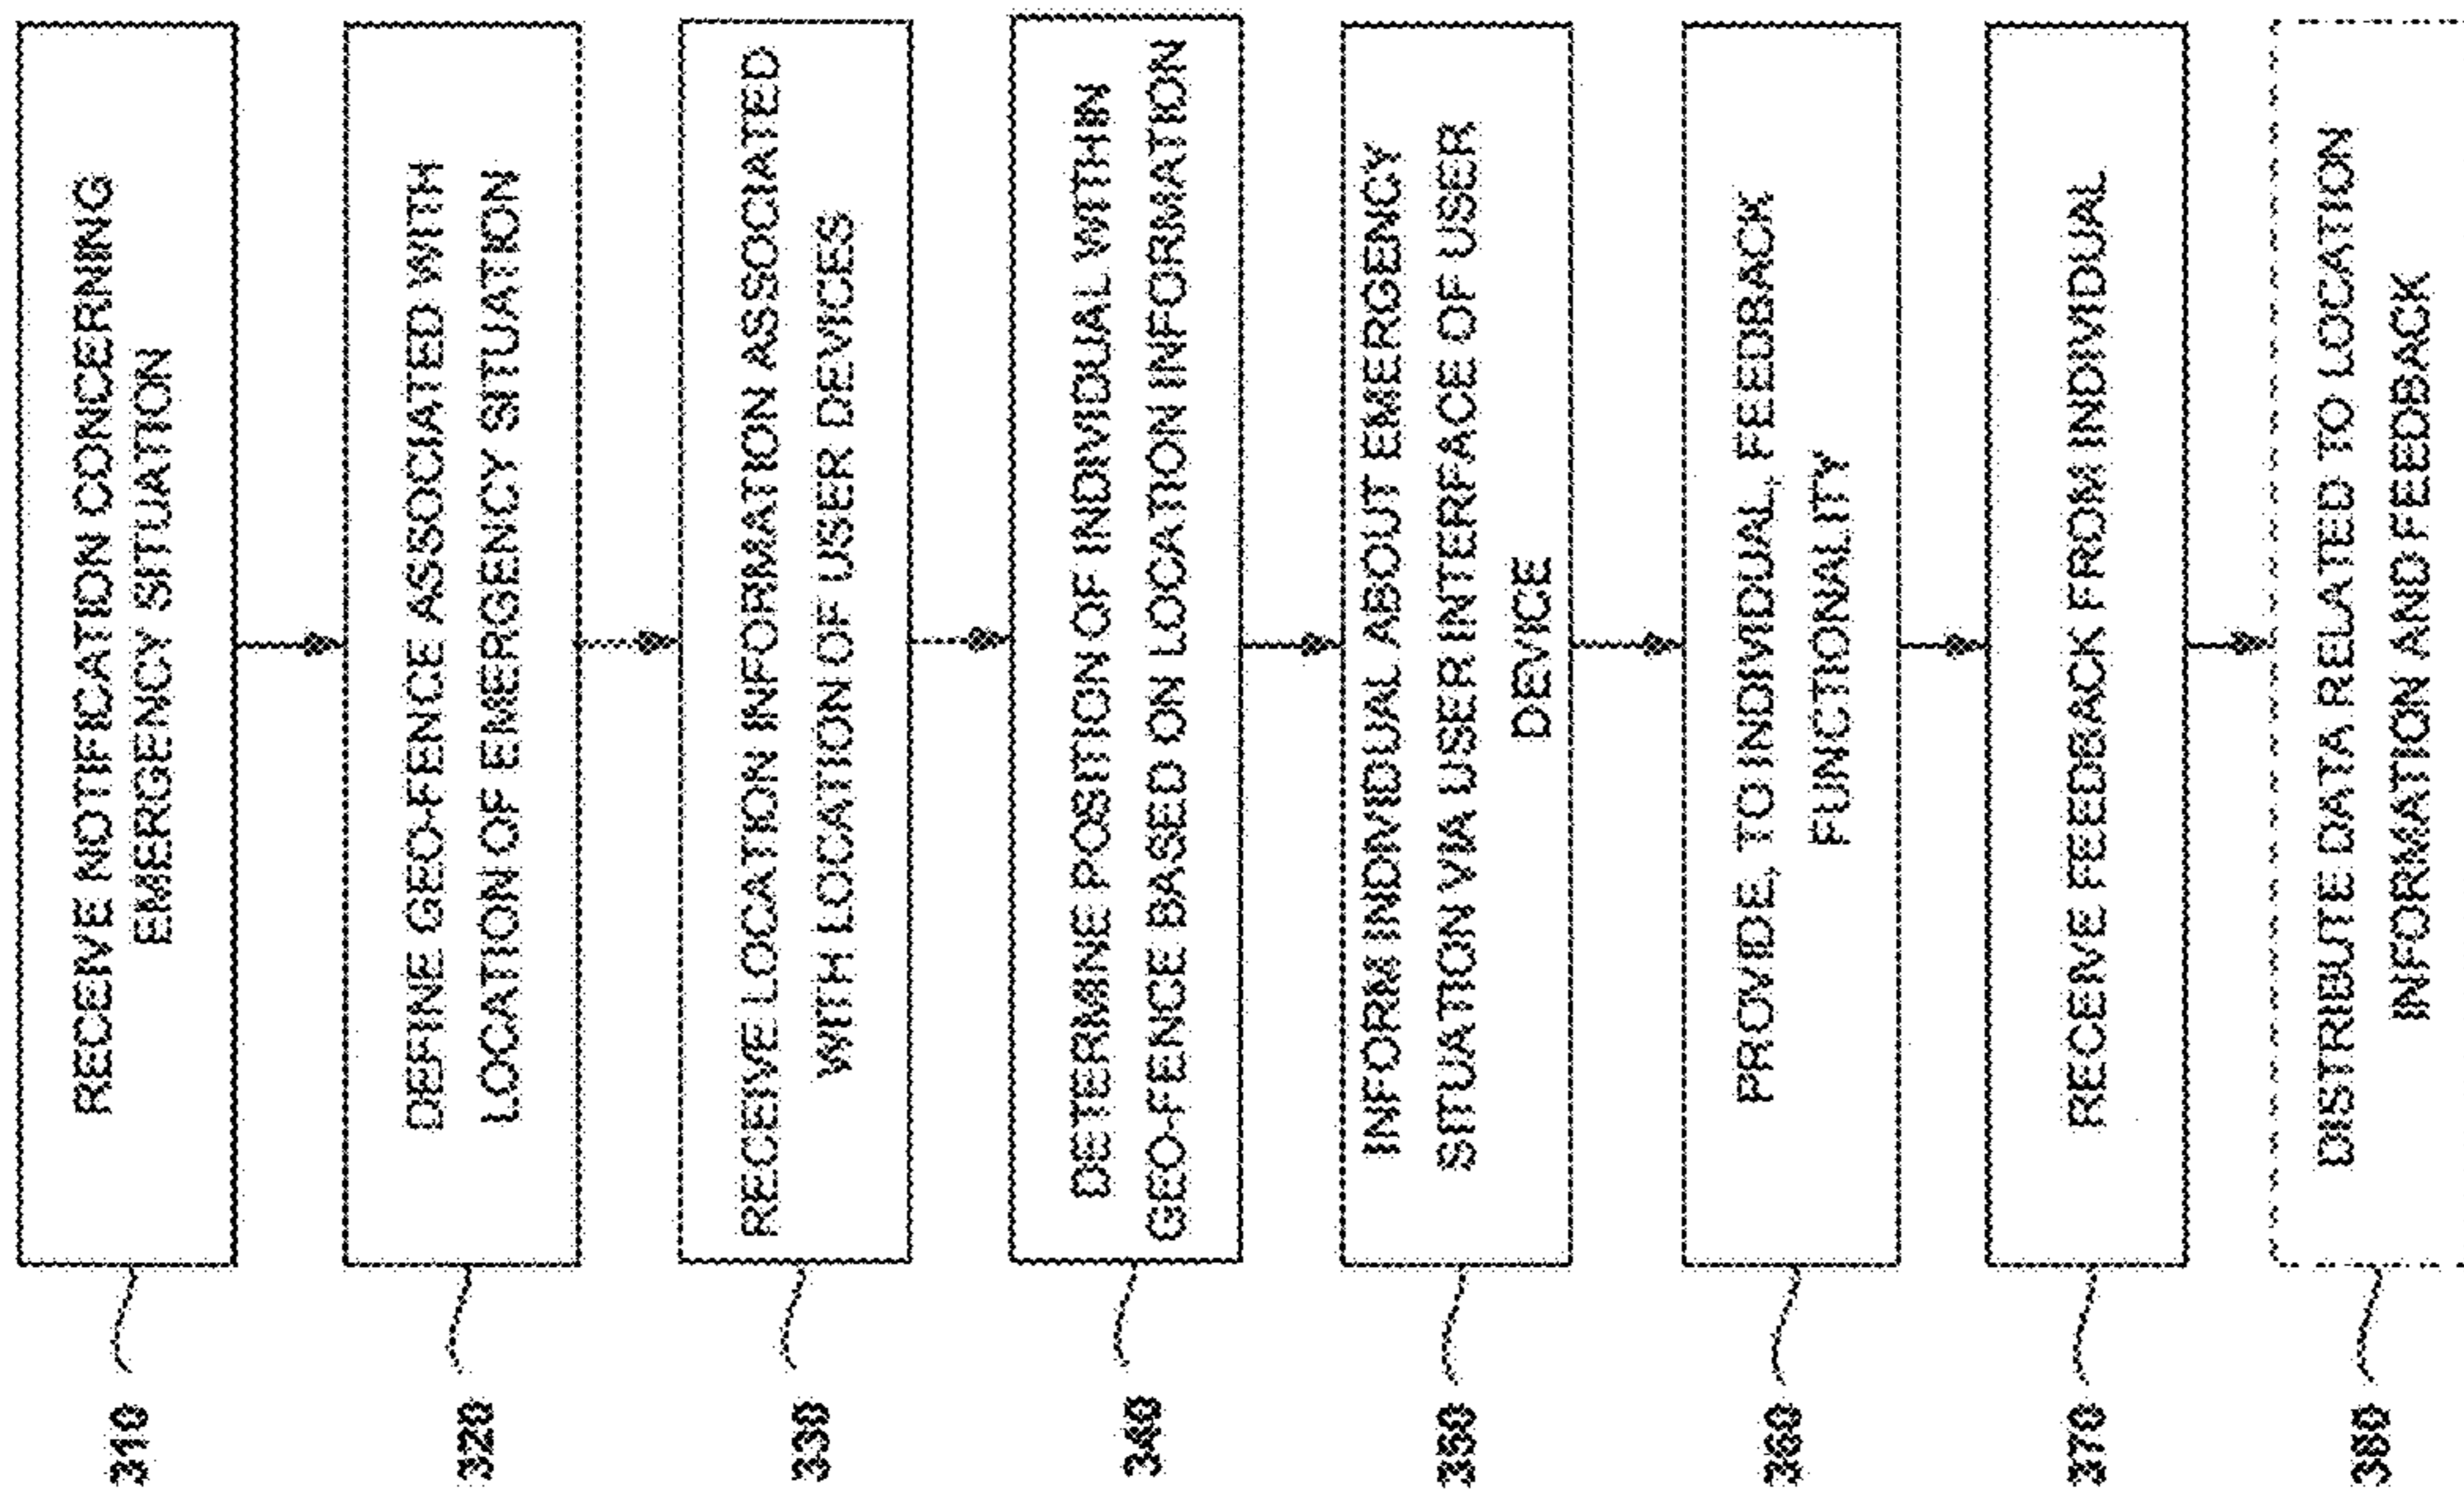 310
RECEIVE NOTIFICATION CONCERNING
EMERGENCY SITUATION
320
DEFINE GEO-FENCE ASSOCIATED WITH
LOCATION OF EMERGENCY SITUATION
330
RECEIVE LOCATION INFORMATION ASSOCIATED
WITH LOCATION OF USER DEVICES
340
DETERMINE POSITION OF INDIVIDUAL WITHIN
GEO-FENCE BASED ON LOCATION INFORMATION
350
INFORM INDIVIDUAL ABOUT EMERGENCY
SITUATION VIA USER INTERFACE OF USER
DEVICE
360
PROVIDE, TO INDIVIDUAL, FEEDBACK
FUNCTIONALITY
370
RECEIVE FEEDBACK FROM INDIVIDUAL
380
DISTRIBUTE DATA RELATED TO LOCATION
INFORMATION AND FEEDBACK